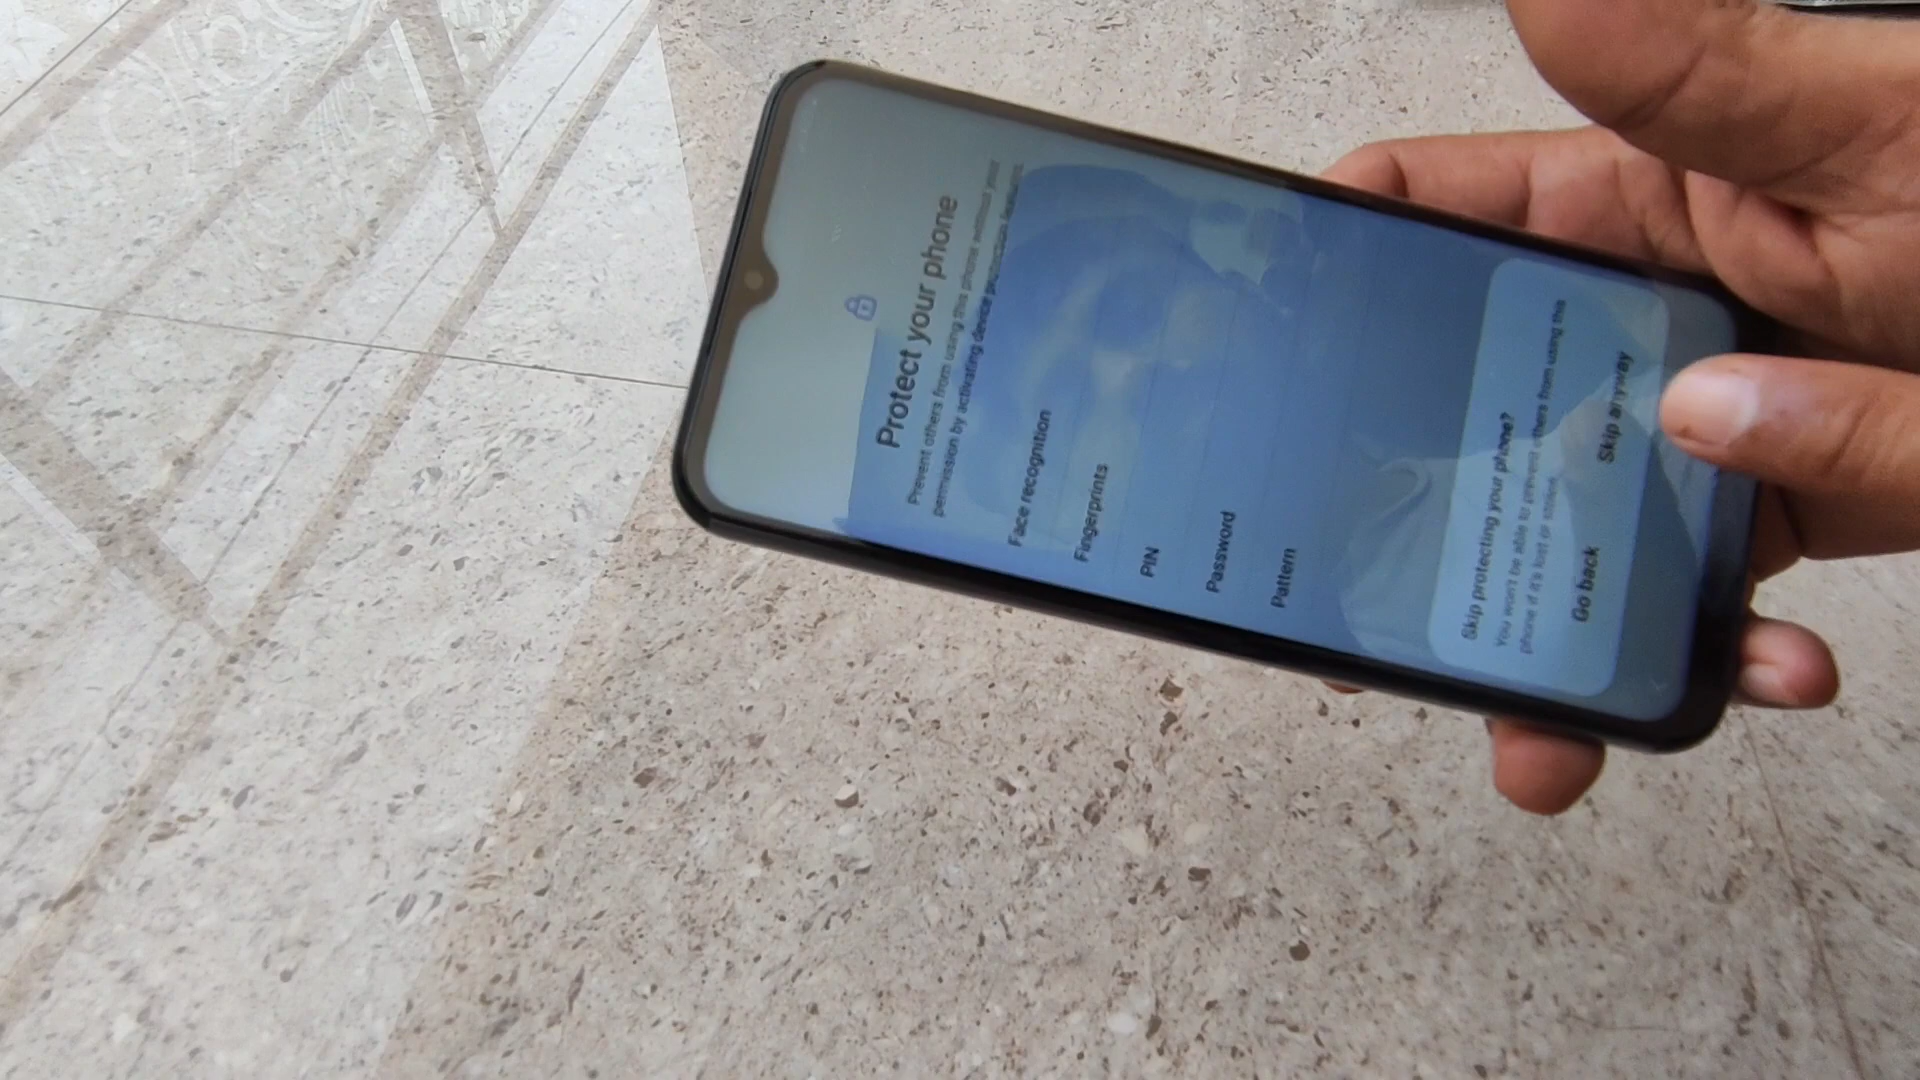 Protect your phone
Prevent others from using this phone without your
permission by activating device protection features.
Face recognition
Fingerprints
PIN
Password
Pattern
Skip protecting your phone?
You won't be able to prevent others from using this
phone if it's lost or stolen.
Go back
Skip anyway